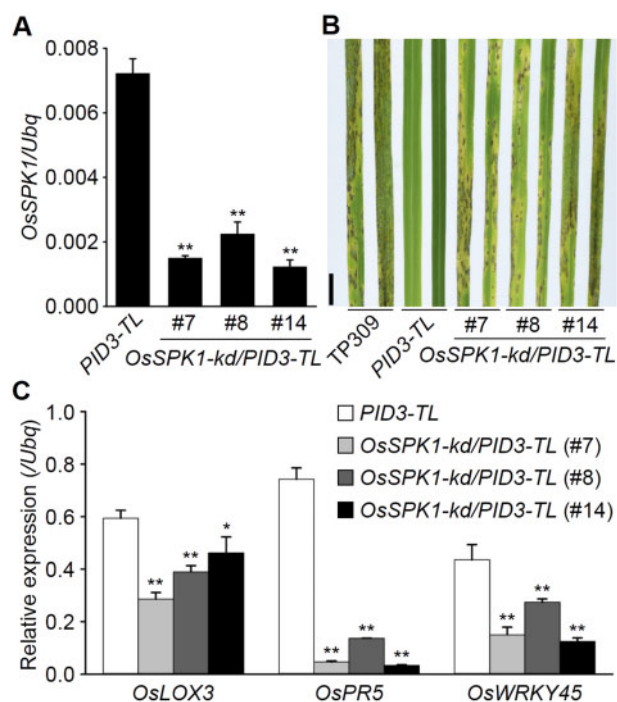 A
OsSPK1/Ubq
0.008
0.006
0.004
0.002
0.000
**
**
**
PID3-TL
#7
#8
#14
OsSPK1-kd/PID3-TL
B
TP309
PID3-TL
#7
#8
#14
OsSPK1-kd/PID3-TL
C
Relative expression (/Ubq)
1.0
0.8
0.6
0.4
0.2
0
PID3-TL
OsSPK1-kd/PID3-TL (#7)
OsSPK1-kd/PID3-TL (#8)
OsSPK1-kd/PID3-TL (#14)
**
**
*
**
**
**
**
**
**
OsLOX3
OsPR5
OsWRKY45